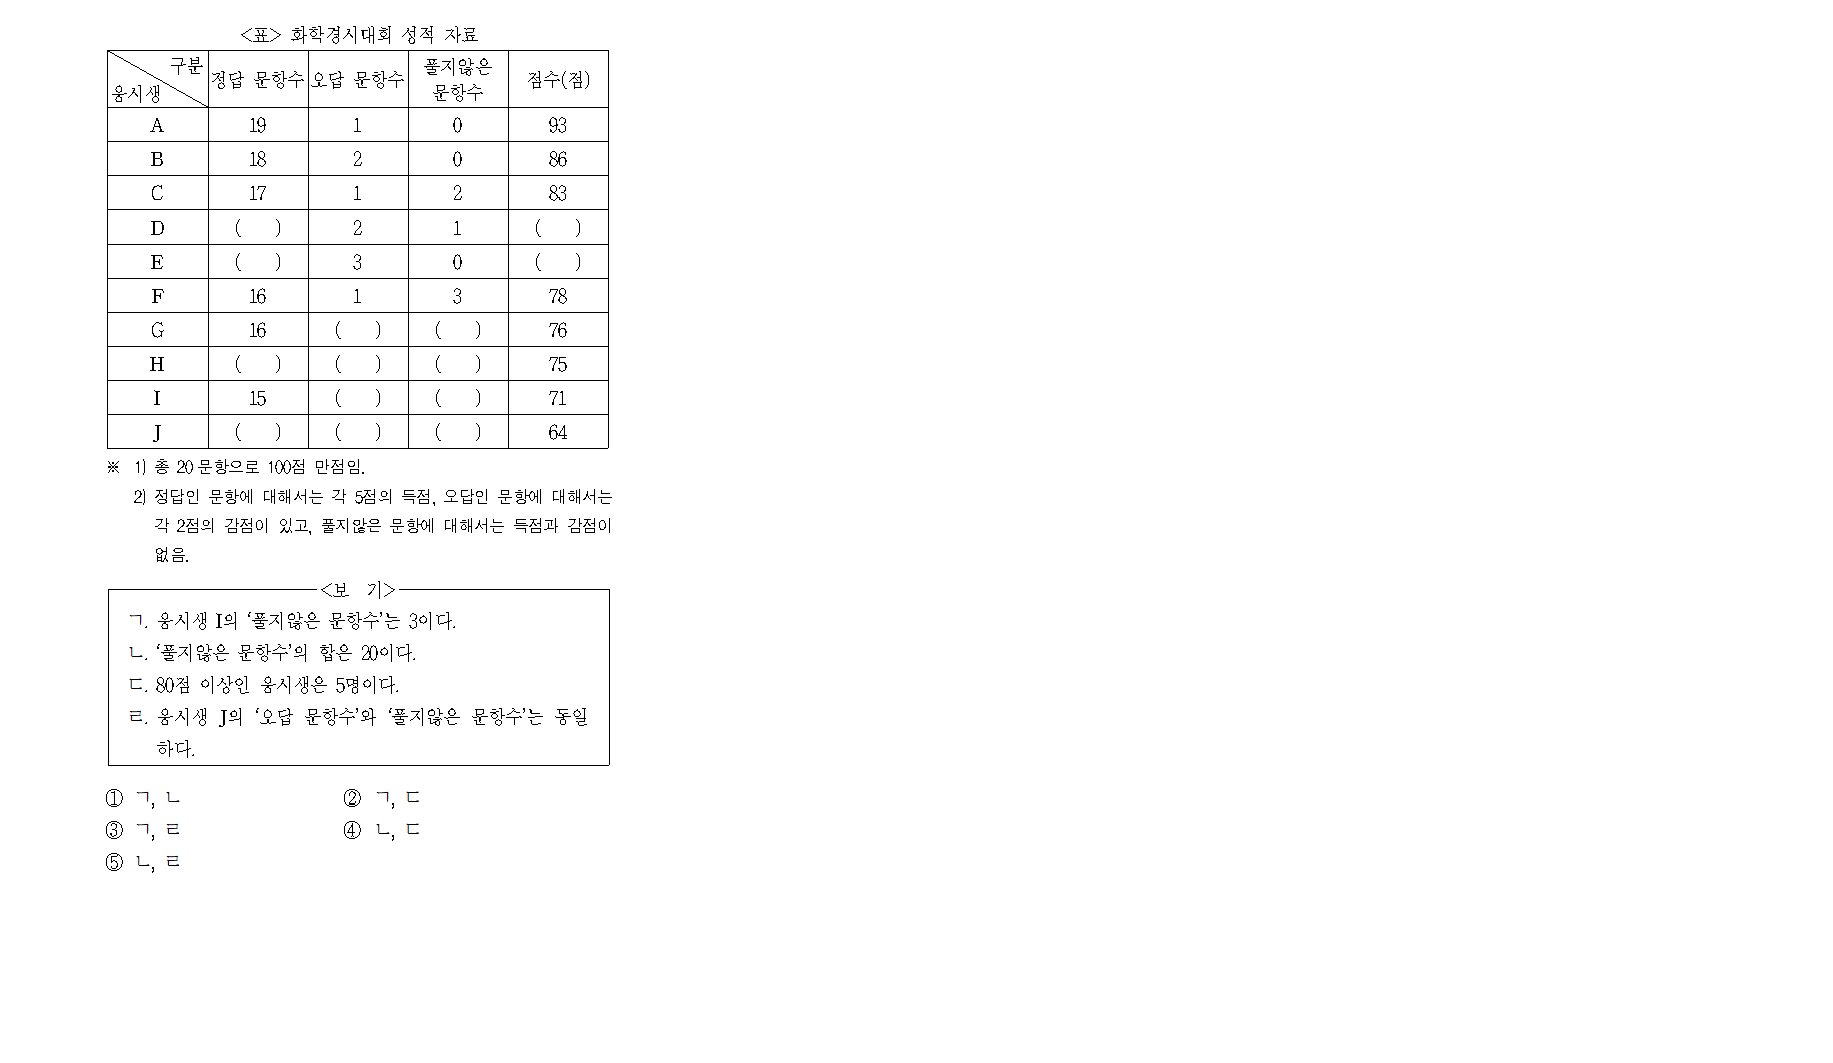 <표> 화학경시대회 성적 자료
구분 응시생 정답 문항수 오답 문항수 풀지않은 문항수 점수(점)
A 19 1 0 93
B 18 2 0 86
C 17 1 2 83
D ( ) 2 1 ( )
E ( ) 3 0 ( )
F 16 1 3 78
G 16 ( ) ( ) 76
H ( ) ( ) ( ) 75
I 15 ( ) ( ) 71
J ( ) ( ) ( ) 64
※ 1) 총 20문항으로 100점 만점임.
2) 정답인 문항에 대해서는 각 5점의 득점, 오답인 문항에 대해서는
각 2점의 감점이 있고, 풀지않은 문항에 대해서는 득점과 감점이
없음.
<보 기>
ㄱ. 응시생 I의 ‘풀지않은 문항수’는 3이다.
ㄴ. ‘풀지않은 문항수’의 합은 20이다.
ㄷ. 80점 이상인 응시생은 5명이다.
ㄹ. 응시생 J의 ‘오답 문항수’와 ‘풀지않은 문항수’는 동일
하다.
① ㄱ, ㄴ ② ㄱ, ㄷ
③ ㄱ, ㄹ ④ ㄴ, ㄷ
⑤ ㄴ, ㄹ